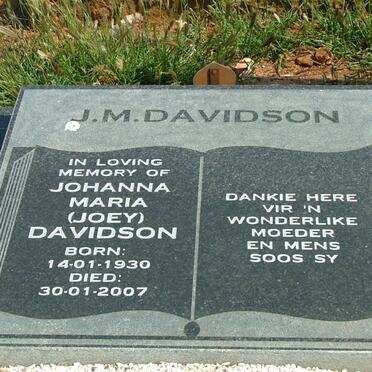 J.M.DAVIDSON
IN LOVING
MEMORY OF
JOHANNA
MARIA
(JOEY)
DAVIDSON
BORN:
14-01-1930
DIED:
30-01-2007
DANKIE HERE
VIR 'N
WONDERLIKE
MOEDER
EN MENS
SOOS SY